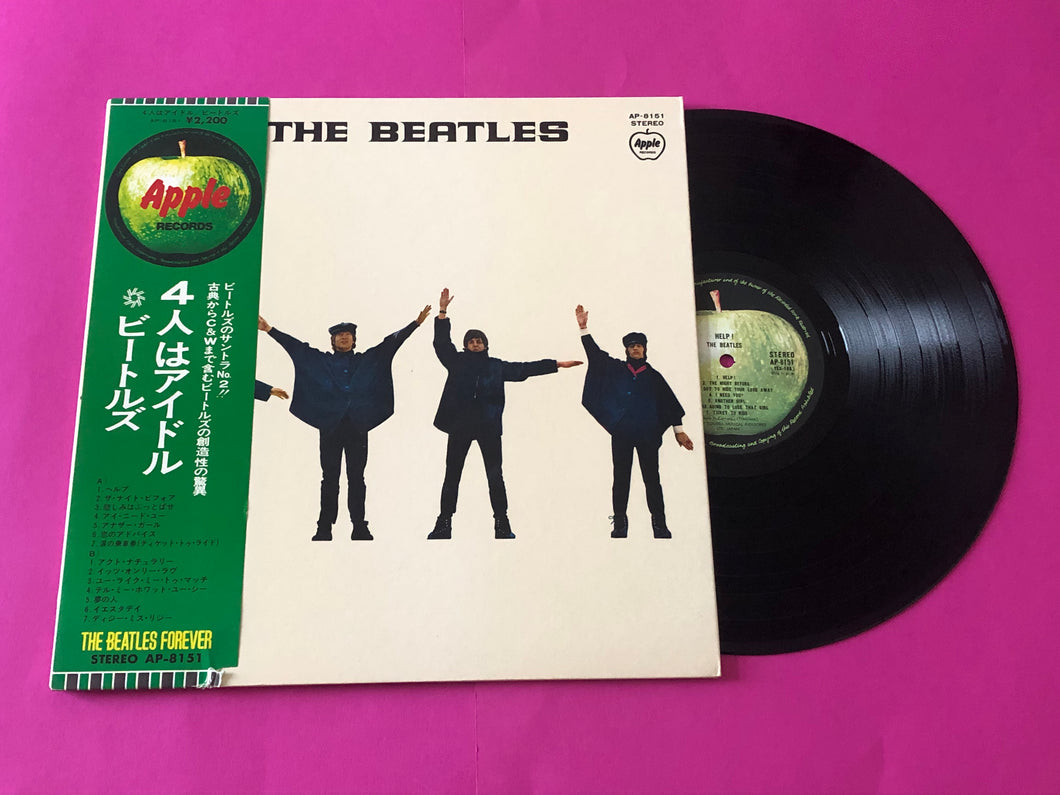 4人はアイドル ビートルズ
¥2,200
Apple
RECORDS
ビートルズのサントラNo.2!!
古典からC&Wまで含むビートルズの創造性の驚異
4人はアイドル
ビートルズ
A
1. ヘルプ
2. ザ・ナイト・ビフォア
3. 悲しみはぶっとばせ
4. アイ・ニード・ユー
5. アナザー・ガール
6. 恋のアドバイス
7. 涙の乗車券(ティケット・トゥ・ライド)
B
1. アクト・ナチュラリー
2. イッツ・オンリー・ラヴ
3. ユー・ライク・ミー・トゥ・マッチ
4. テル・ミー・ホワット・ユー・シー
5. 夢の人
6. イエスタデイ
7. ディジー・ミス・リジー
THE BEATLES FOREVER
STEREO AP-8151
THE BEATLES
AP-8151
STEREO
Apple
RECORDS
HELP!
THE BEATLES
STEREO
AP-8151
1. HELP!
2. THE NIGHT BEFORE
GOT TO HIDE YOUR LOVE AWAY
4. I NEED YOU
5. ANOTHER GIRL
GOING TO LOSE THAT GIRL
7. TICKET TO RIDE
TOSHIBA MUSICAL INDUSTRIES
LTD. JAPAN
Broadcasting and Copying of the Record